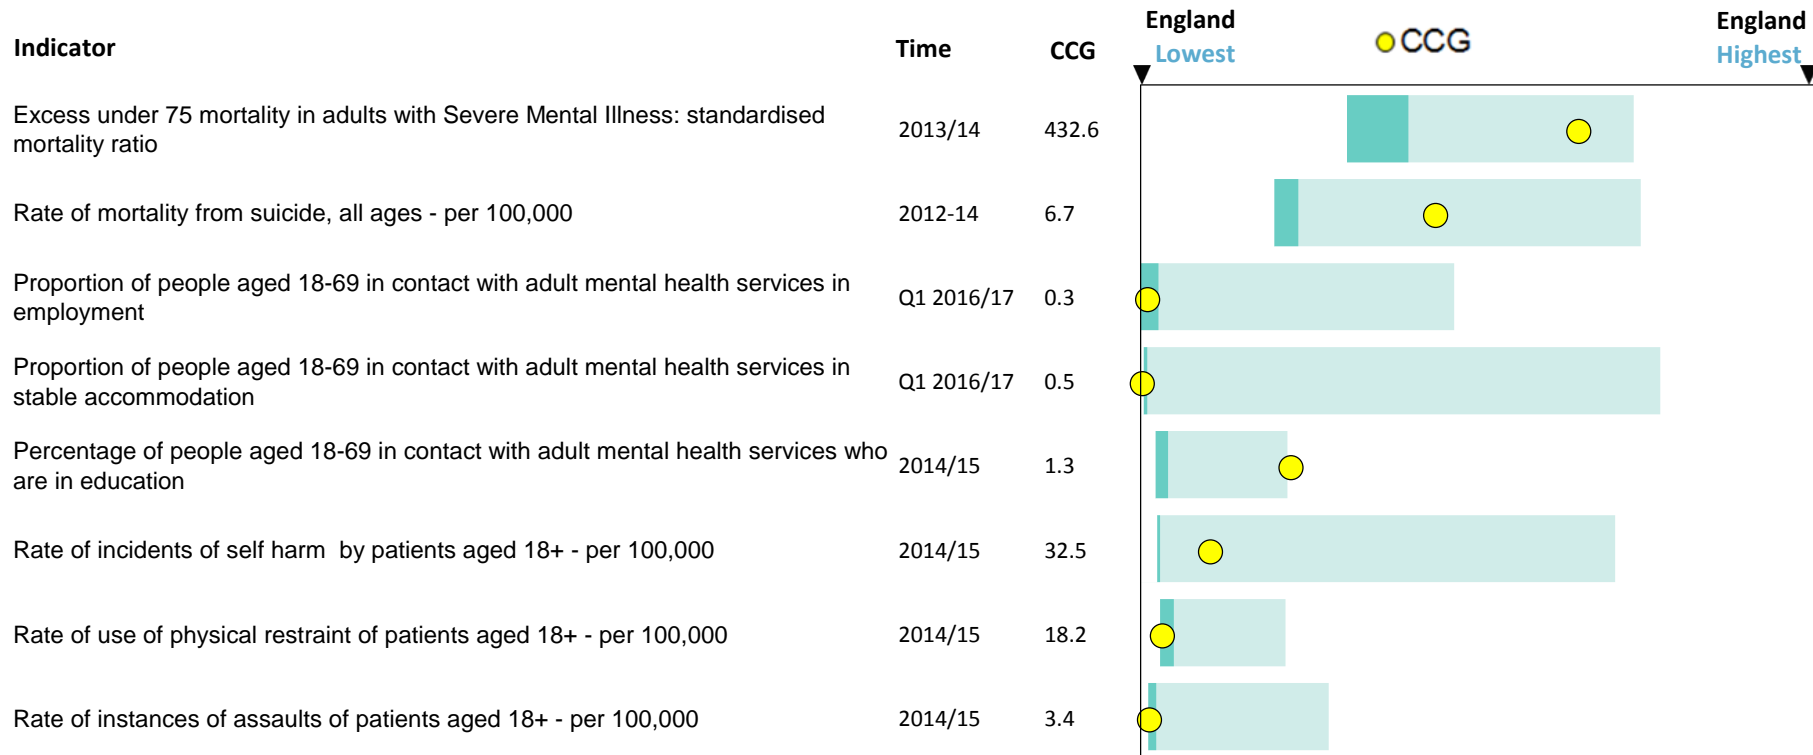 England
England
Indicator
Time
CCG
Lowest
CCG
Highest
Excess under 75 mortality in adults with Severe Mental Illness: standardised
mortality ratio
2013/14
432.6
Rate of mortality from suicide, all ages - per 100,000
2012-14
6.7
Proportion of people aged 18-69 in contact with adult mental health services in
employment
Q1 2016/17
0.3
Proportion of people aged 18-69 in contact with adult mental health services in
stable accommodation
Q1 2016/17
0.5
Percentage of people aged 18-69 in contact with adult mental health services who
are in education
2014/15
1.3
Rate of incidents of self harm  by patients aged 18+ - per 100,000
2014/15
32.5
Rate of use of physical restraint of patients aged 18+ - per 100,000
2014/15
18.2
Rate of instances of assaults of patients aged 18+ - per 100,000
2014/15
3.4